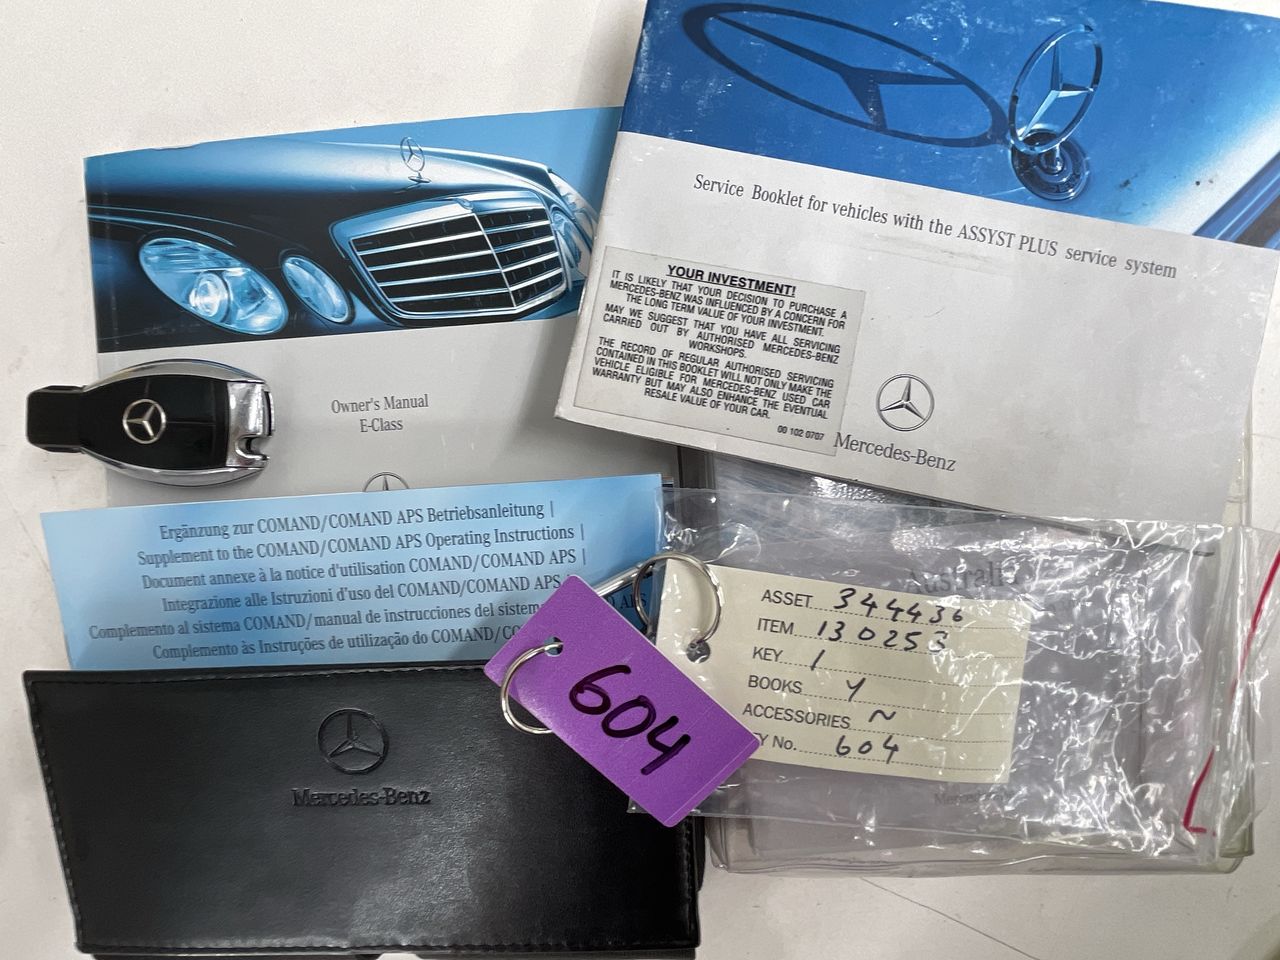 Service Booklet for vehicles with the ASSYST PLUS service system
YOUR INVESTMENT!
IT IS LIKELY THAT YOUR DECISION TO PURCHASE A
MERCEDES-BENZ WAS INFLUENCED BY A CONCERN FOR
THE LONG TERM VALUE OF YOUR INVESTMENT.
MAY WE SUGGEST THAT YOU HAVE ALL SERVICING
CARRIED OUT BY AUTHORISED MERCEDES-BENZ
WORKSHOPS.
THE RECORD OF REGULAR AUTHORISED SERVICING
CONTAINED IN THIS BOOKLET WILL NOT ONLY MAKE THE
VEHICLE ELIGIBLE FOR MERCEDES-BENZ USED CAR
WARRANTY BUT MAY ALSO ENHANCE THE EVENTUAL
RESALE VALUE OF YOUR CAR.
00 102 0707
Mercedes-Benz
Owner's Manual
E-Class
Ergänzung zur COMAND/COMAND APS Betriebsanleitung |
Supplement to the COMAND/COMAND APS Operating Instructions |
Document annexe à la notice d'utilisation COMAND/COMAND APS |
Integrazione alle Istruzioni d'uso del COMAND/COMAND APS
Complemento al sistema COMAND/manual de instrucciones del APS
Complemento às Instruções de utilização do COMAND/
Australia
ASSET 344436
ITEM 130253
KEY 1
BOOKS Y
ACCESSORIES N
Y No. 604
604
Mercedes-Benz